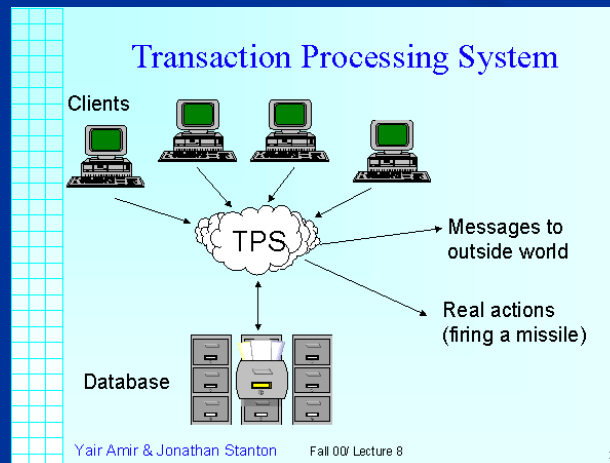 Transaction Processing System
Clients
TPS
Messages to
outside world
Real actions
(firing a missile)
Database
Yair Amir & Jonathan Stanton
Fall 00/ Lecture 8